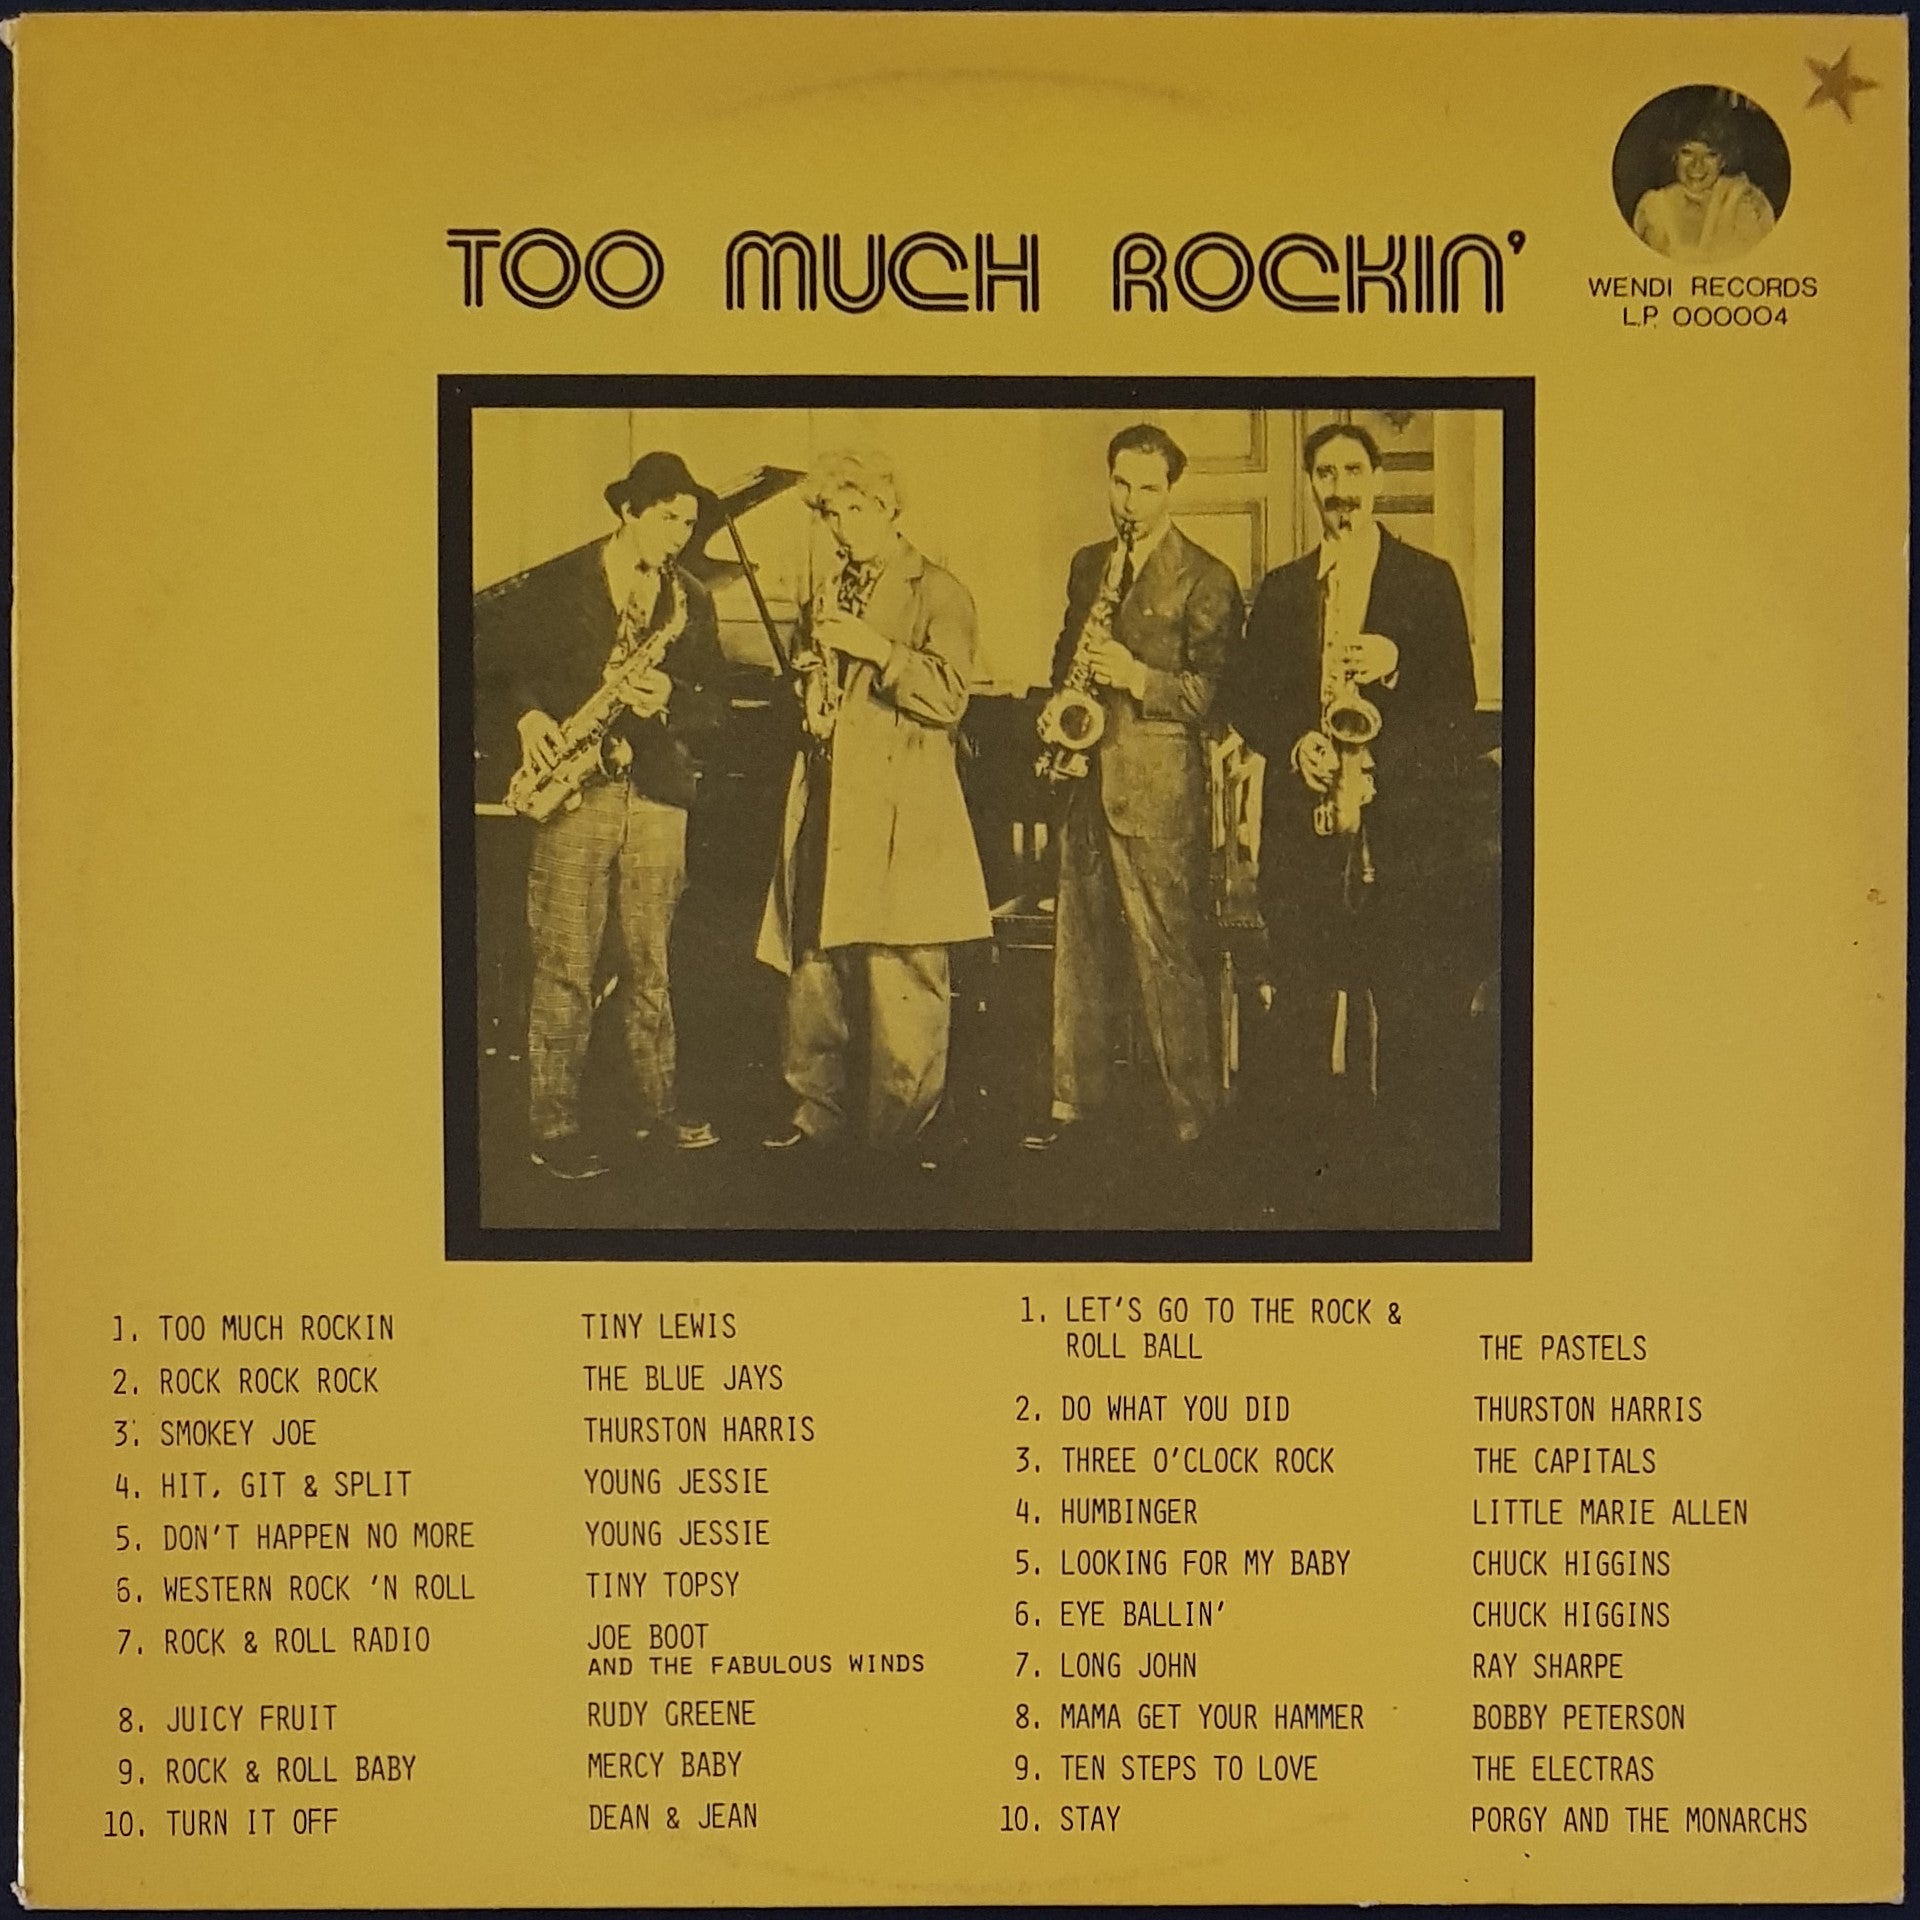 TOO MUCH ROCKIN'
WENDI RECORDS
L.P. 000004
1. TOO MUCH ROCKIN TINY LEWIS
2. ROCK ROCK ROCK THE BLUE JAYS
3. SMOKEY JOE THURSTON HARRIS
4. HIT, GIT & SPLIT YOUNG JESSIE
5. DON'T HAPPEN NO MORE YOUNG JESSIE
6. WESTERN ROCK 'N ROLL TINY TOPSY
7. ROCK & ROLL RADIO JOE BOOT
AND THE FABULOUS WINDS
8. JUICY FRUIT RUDY GREENE
9. ROCK & ROLL BABY MERCY BABY
10. TURN IT OFF DEAN & JEAN
1. LET'S GO TO THE ROCK &
ROLL BALL THE PASTELS
2. DO WHAT YOU DID THURSTON HARRIS
3. THREE O'CLOCK ROCK THE CAPITALS
4. HUMBINGER LITTLE MARIE ALLEN
5. LOOKING FOR MY BABY CHUCK HIGGINS
6. EYE BALLIN' CHUCK HIGGINS
7. LONG JOHN RAY SHARPE
8. MAMA GET YOUR HAMMER BOBBY PETERSON
9. TEN STEPS TO LOVE THE ELECTRAS
10. STAY PORGY AND THE MONARCHS